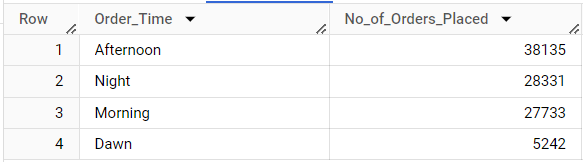 Row Order_Time No_of_Orders_Placed
1 Afternoon 38135
2 Night 28331
3 Morning 27733
4 Dawn 5242